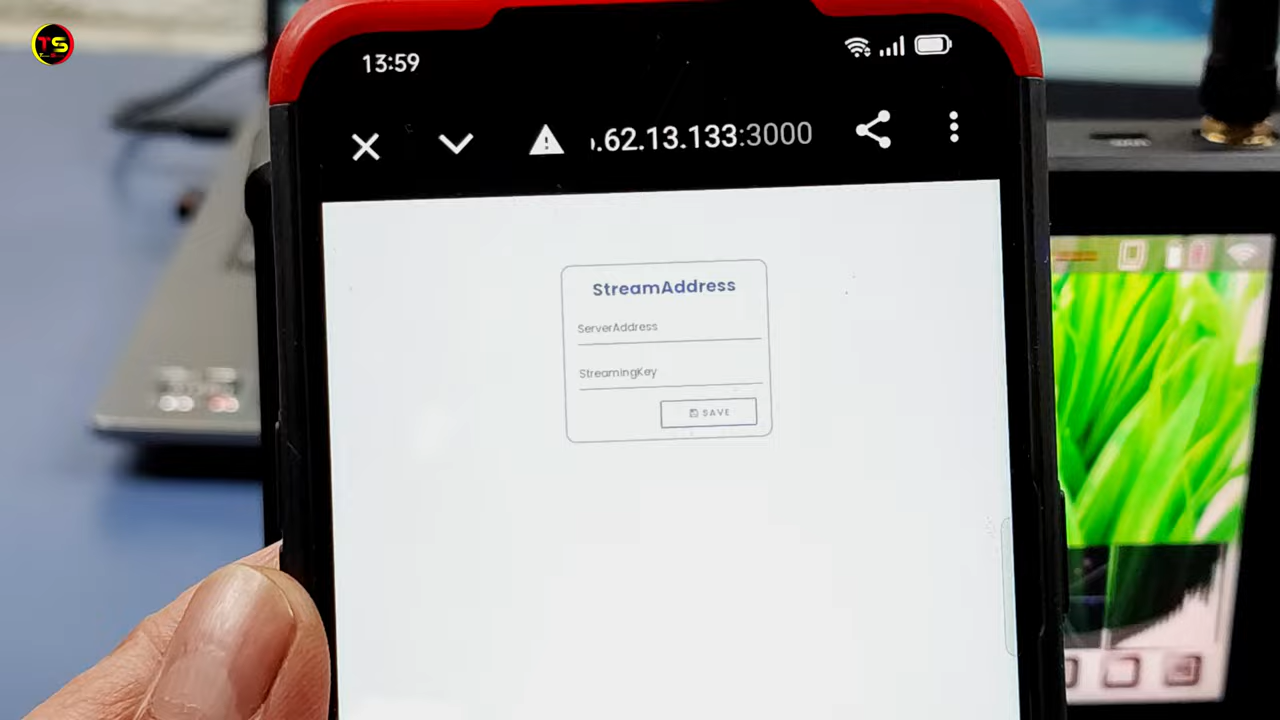 TS
13:59
.62.13.133:3000
StreamAddress
ServerAddress
StreamingKey
SAVE